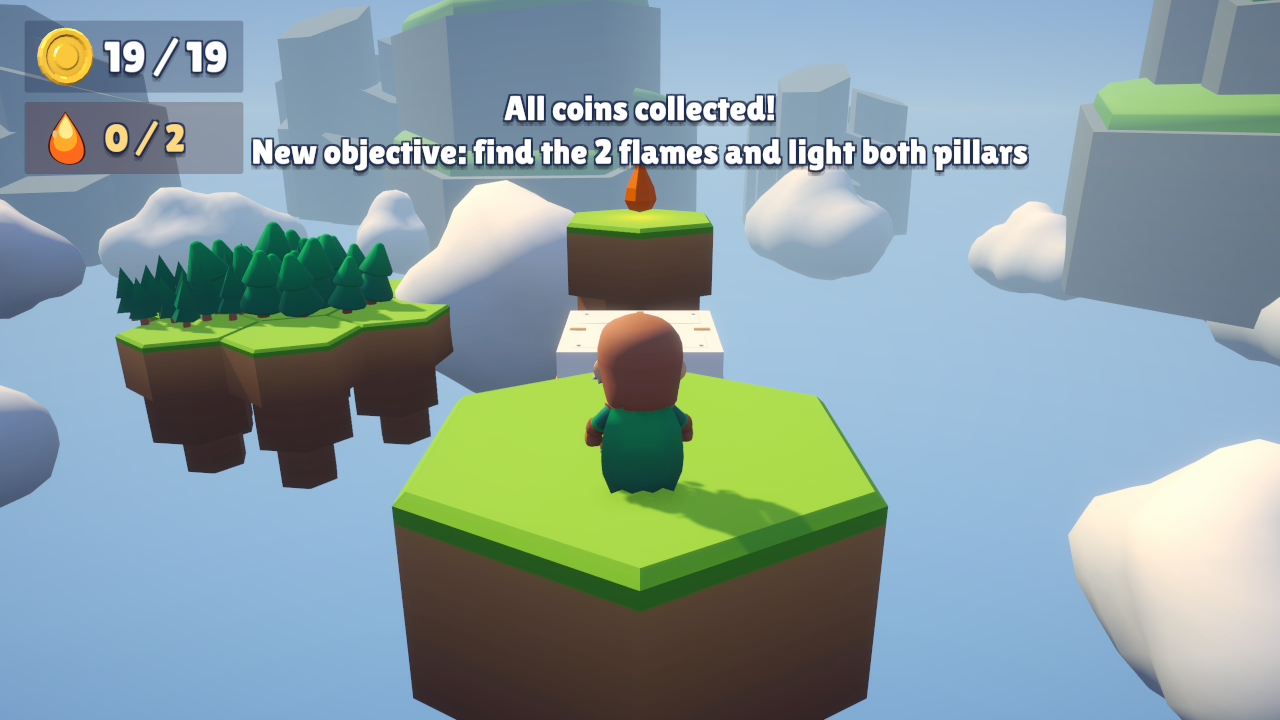 19/19
0/2
All coins collected!
New objective: find the 2 flames and light both pillars